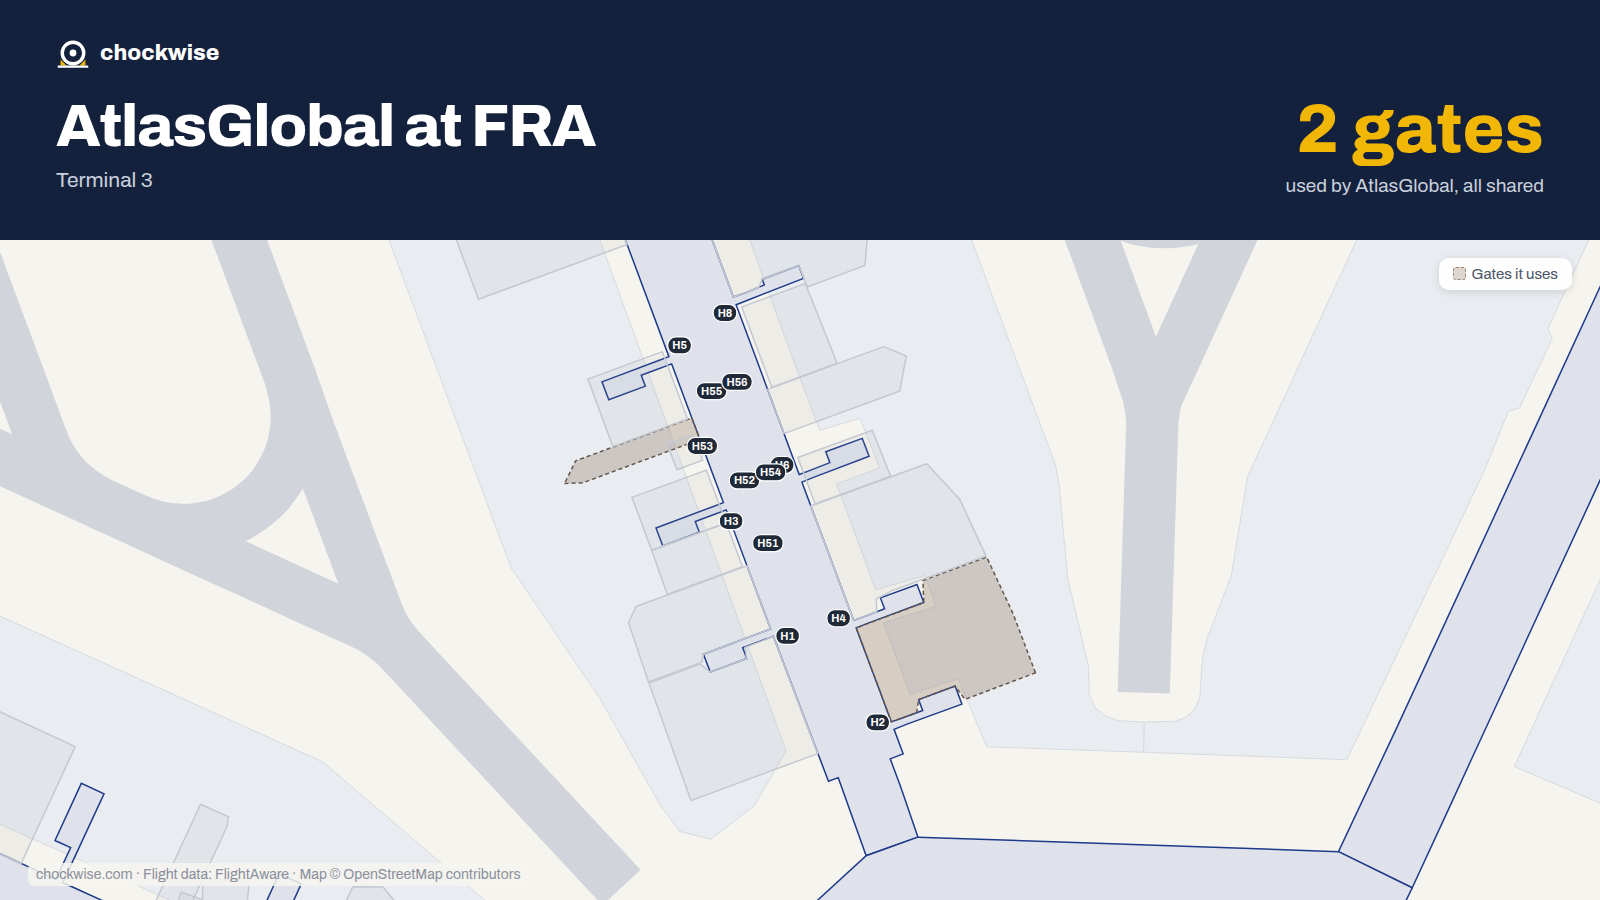 chockwise
AtlasGlobal at FRA
Terminal 3
2 gates
used by AtlasGlobal, all shared
Gates it uses
H8
H5
H56
H55
H53
H6
H54
H52
H3
H51
H4
H1
H2
chockwise.com · Flight data: FlightAware · Map © OpenStreetMap contributors